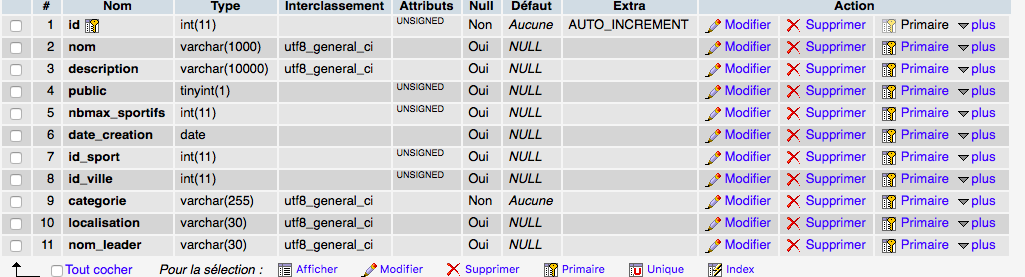 # Nom Type Interclassement Attributs Null Défaut Extra Action
1 id int(11) UNSIGNED Non Aucune AUTO_INCREMENT Modifier Supprimer Primaire plus
2 nom varchar(1000) utf8_general_ci Oui NULL Modifier Supprimer Primaire plus
3 description varchar(10000) utf8_general_ci Oui NULL Modifier Supprimer Primaire plus
4 public tinyint(1) UNSIGNED Oui NULL Modifier Supprimer Primaire plus
5 nbmax_sportifs int(11) UNSIGNED Oui NULL Modifier Supprimer Primaire plus
6 date_creation date Oui NULL Modifier Supprimer Primaire plus
7 id_sport int(11) UNSIGNED Oui NULL Modifier Supprimer Primaire plus
8 id_ville int(11) UNSIGNED Oui NULL Modifier Supprimer Primaire plus
9 categorie varchar(255) utf8_general_ci Non Aucune Modifier Supprimer Primaire plus
10 localisation varchar(30) utf8_general_ci Oui NULL Modifier Supprimer Primaire plus
11 nom_leader varchar(30) utf8_general_ci Oui NULL Modifier Supprimer Primaire plus
Tout cocher Pour la sélection : Afficher Modifier Supprimer Primaire Unique Index